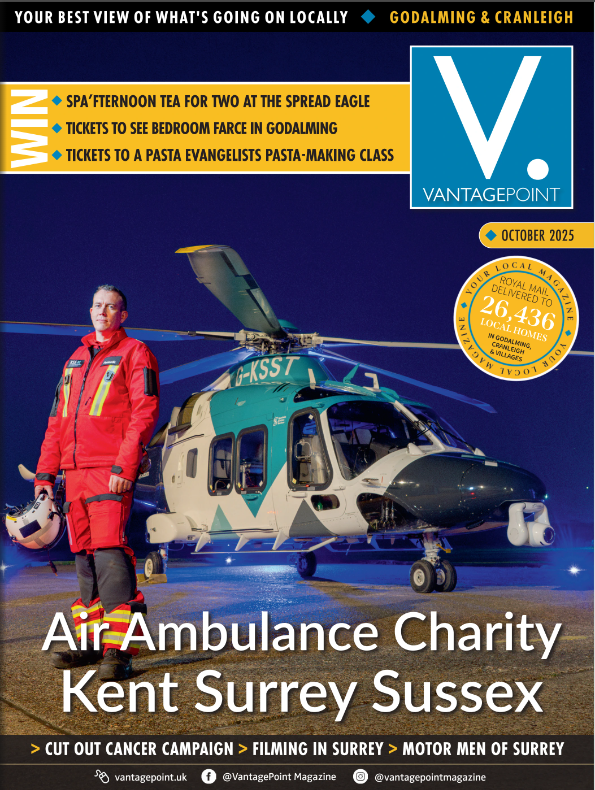 YOUR BEST VIEW OF WHAT'S GOING ON LOCALLY GODALMING & CRANLEIGH
WIN
SPA'FTERNOON TEA FOR TWO AT THE SPREAD EAGLE
TICKETS TO SEE BEDROOM FARCE IN GODALMING
TICKETS TO A PASTA EVANGELISTS PASTA-MAKING CLASS
V.
VANTAGEPOINT
OCTOBER 2025
YOUR LOCAL MAGAZINE
ROYAL MAIL
DELIVERED TO
26,436
LOCAL HOMES
IN GODALMING,
CRANLEIGH
& VILLAGES
YOUR LOCAL MAGAZINE
G-KSST
Air Ambulance Charity
Kent Surrey Sussex
> CUT OUT CANCER CAMPAIGN > FILMING IN SURREY > MOTOR MEN OF SURREY
vantagepoint.uk @VantagePoint Magazine @vantagepointmagazine